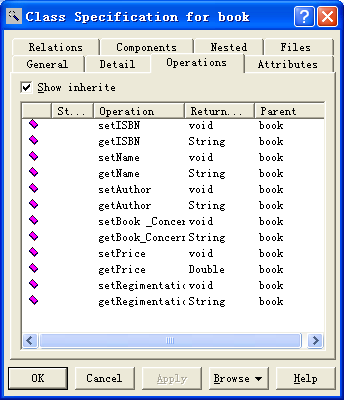 Class Specification for book
Relations Components Nested Files
General Detail Operations Attributes
Show inherite
St... Operation Return... Parent
setISBN void book
getISBN String book
setName void book
getName String book
setAuthor void book
getAuthor String book
setBook _Concer void book
getBook_Concer String book
setPrice void book
getPrice Double book
setRegimentatio void book
getRegimentatio String book
OK Cancel Apply Browse Help